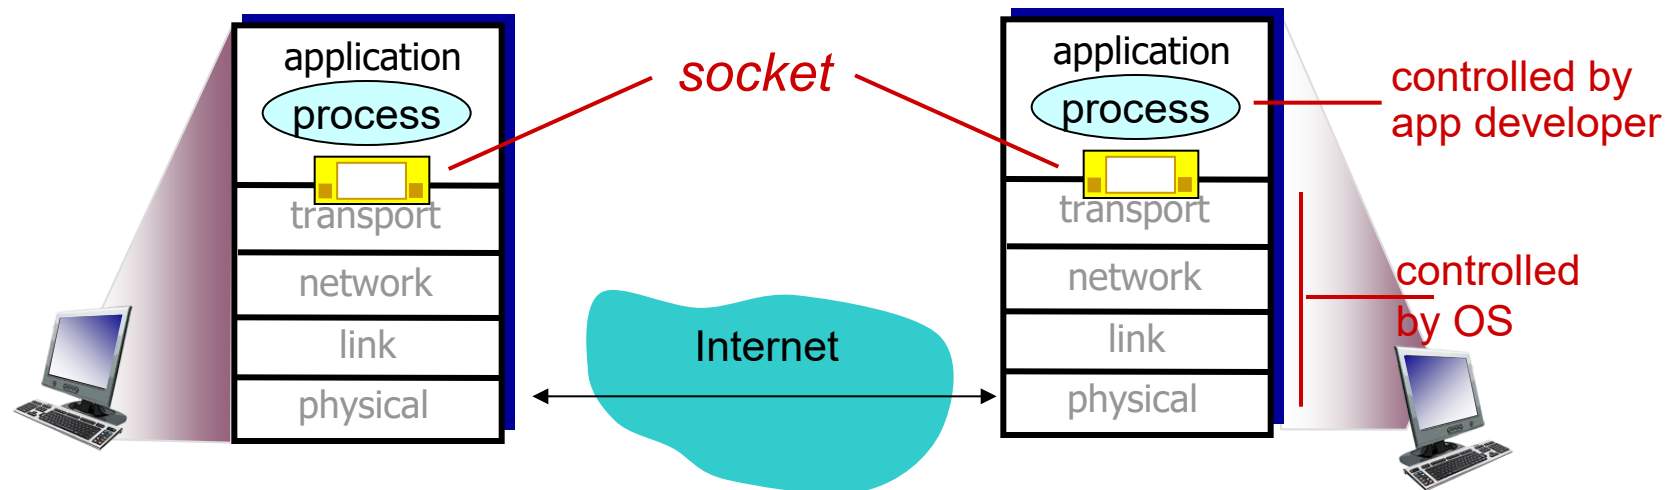 application
process
transport
network
link
physical
socket
Internet
application
process
transport
network
link
physical
controlled by
app developer
controlled
by OS